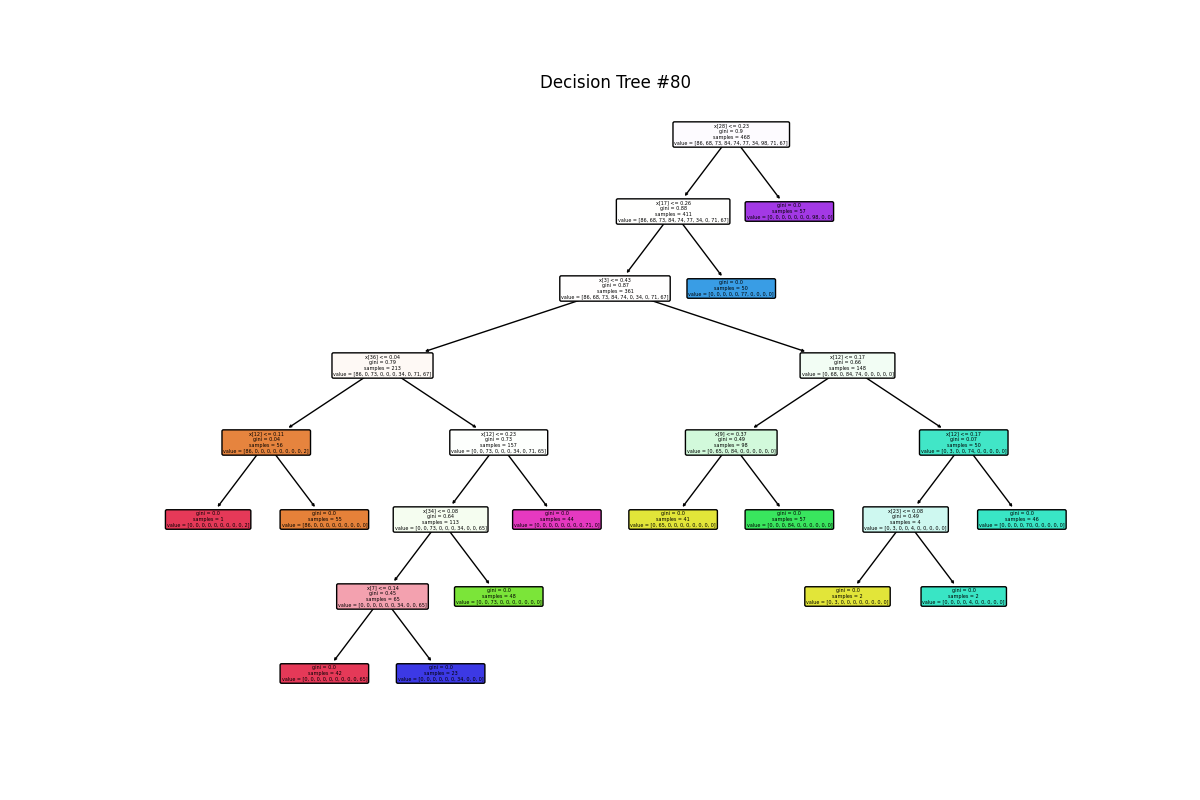 Decision Tree #80
x[28] <= 0.23
gini = 0.9
samples = 468
value = [86, 68, 73, 84, 74, 77, 34, 98, 71, 67]
x[17] <= 0.26
gini = 0.88
samples = 411
value = [86, 68, 73, 84, 74, 77, 34, 0, 71, 67]
gini = 0.0
samples = 57
value = [0, 0, 0, 0, 0, 0, 0, 98, 0, 0]
x[3] <= 0.43
gini = 0.87
samples = 361
value = [86, 68, 73, 84, 74, 0, 34, 0, 71, 67]
gini = 0.0
samples = 50
value = [0, 0, 0, 0, 0, 77, 0, 0, 0, 0]
x[36] <= 0.04
gini = 0.79
samples = 213
value = [86, 0, 73, 0, 0, 0, 34, 0, 71, 67]
x[12] <= 0.17
gini = 0.66
samples = 148
value = [0, 68, 0, 84, 74, 0, 0, 0, 0, 0]
x[12] <= 0.11
gini = 0.04
samples = 56
value = [86, 0, 0, 0, 0, 0, 0, 0, 0, 2]
x[12] <= 0.23
gini = 0.73
samples = 157
value = [0, 0, 73, 0, 0, 0, 34, 0, 71, 65]
x[9] <= 0.37
gini = 0.49
samples = 98
value = [0, 65, 0, 84, 0, 0, 0, 0, 0, 0]
x[12] <= 0.17
gini = 0.07
samples = 50
value = [0, 3, 0, 0, 74, 0, 0, 0, 0, 0]
gini = 0.0
samples = 1
value = [0, 0, 0, 0, 0, 0, 0, 0, 0, 2]
gini = 0.0
samples = 55
value = [86, 0, 0, 0, 0, 0, 0, 0, 0, 0]
x[34] <= 0.08
gini = 0.64
samples = 113
value = [0, 0, 73, 0, 0, 0, 34, 0, 0, 65]
gini = 0.0
samples = 44
value = [0, 0, 0, 0, 0, 0, 0, 0, 71, 0]
gini = 0.0
samples = 41
value = [0, 65, 0, 0, 0, 0, 0, 0, 0, 0]
gini = 0.0
samples = 57
value = [0, 0, 0, 84, 0, 0, 0, 0, 0, 0]
x[23] <= 0.08
gini = 0.49
samples = 4
value = [0, 3, 0, 0, 4, 0, 0, 0, 0, 0]
gini = 0.0
samples = 46
value = [0, 0, 0, 0, 70, 0, 0, 0, 0, 0]
x[7] <= 0.14
gini = 0.45
samples = 65
value = [0, 0, 0, 0, 0, 0, 34, 0, 0, 65]
gini = 0.0
samples = 48
value = [0, 0, 73, 0, 0, 0, 0, 0, 0, 0]
gini = 0.0
samples = 2
value = [0, 3, 0, 0, 0, 0, 0, 0, 0, 0]
gini = 0.0
samples = 2
value = [0, 0, 0, 0, 4, 0, 0, 0, 0, 0]
gini = 0.0
samples = 42
value = [0, 0, 0, 0, 0, 0, 0, 0, 0, 65]
gini = 0.0
samples = 23
value = [0, 0, 0, 0, 0, 0, 34, 0, 0, 0]